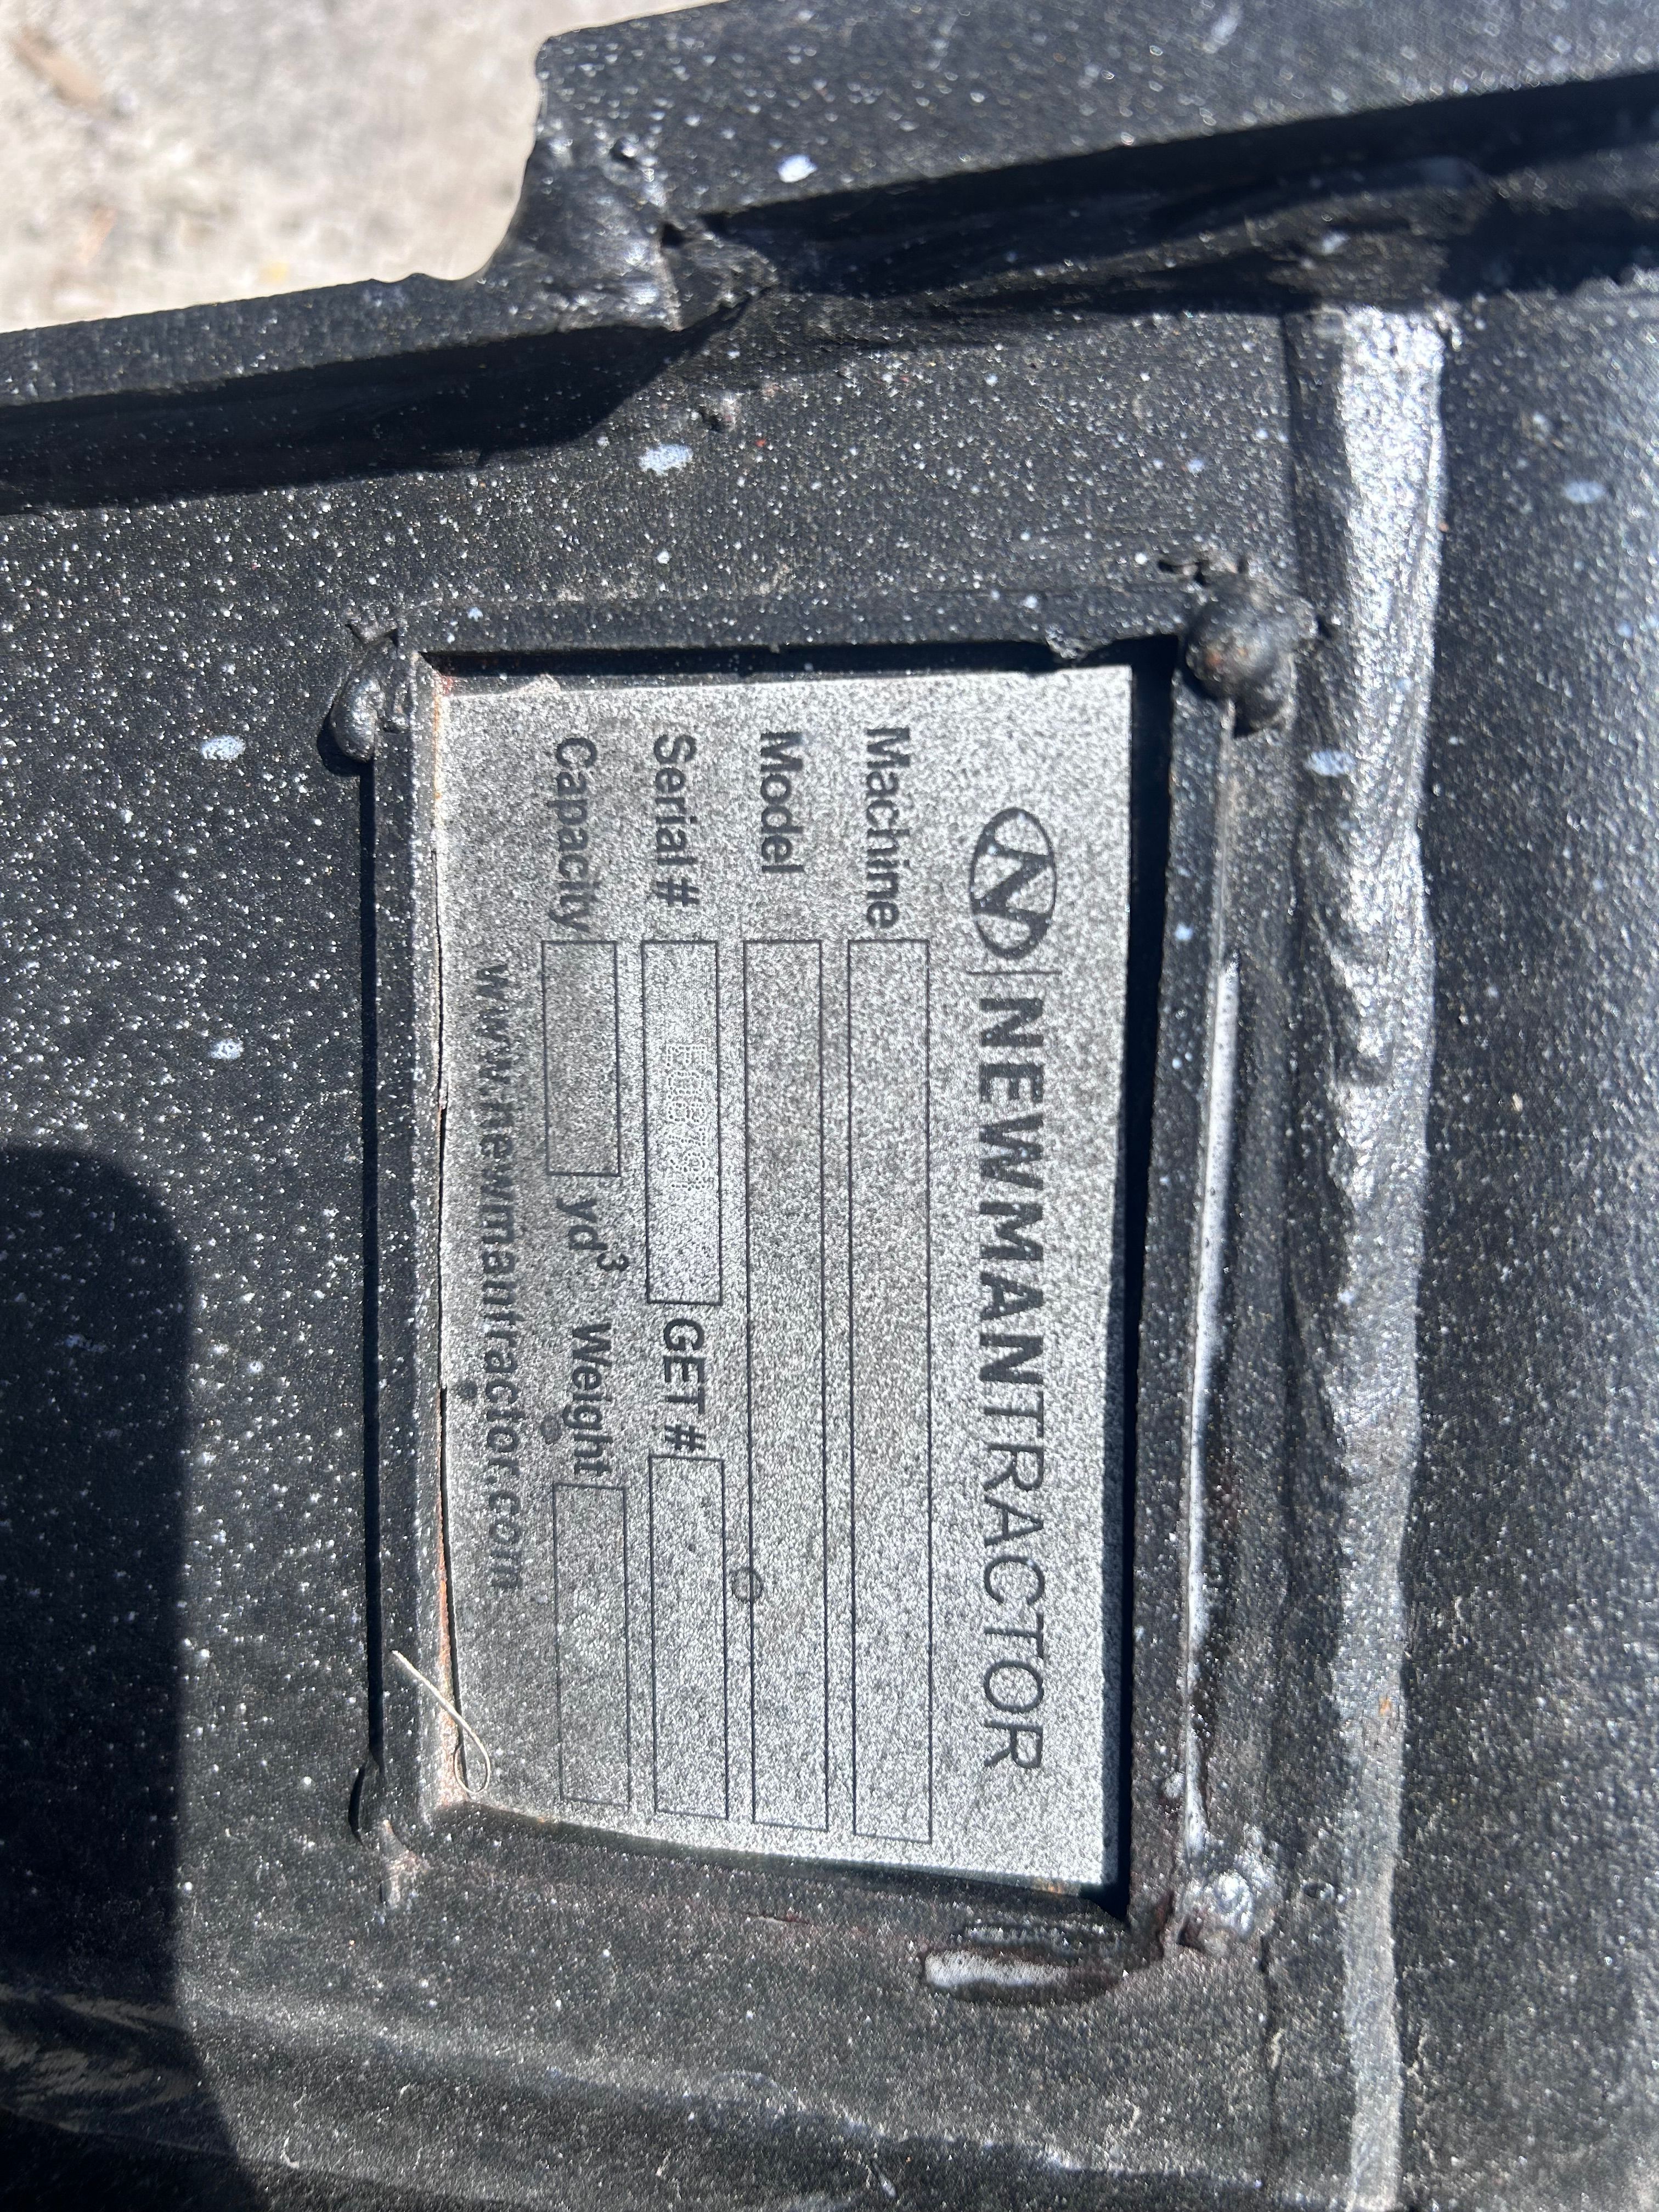 NEWMANTRACTOR
Machine
Model
Serial # GET #
Capacity yd³ Weight
www.newmantractor.com